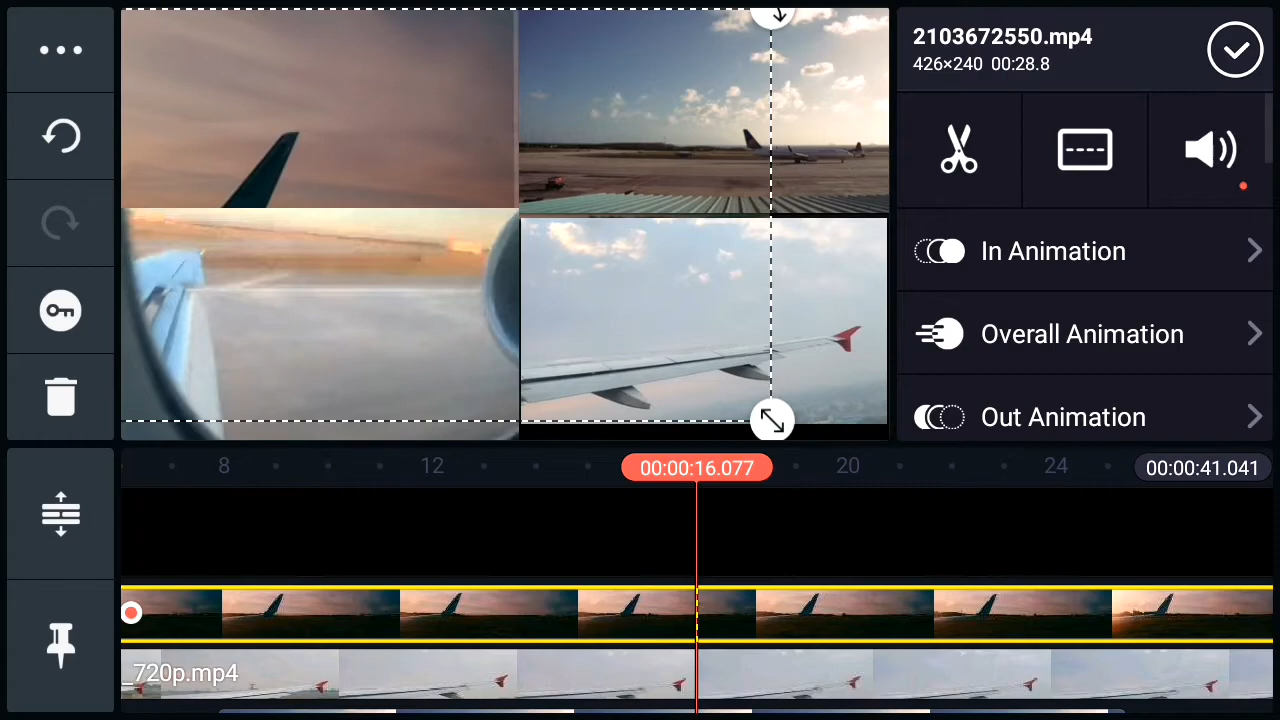 2103672550.mp4
426×240 00:28.8
In Animation
Overall Animation
Out Animation
8 12 00:00:16.077 20 24 00:00:41.041
_720p.mp4